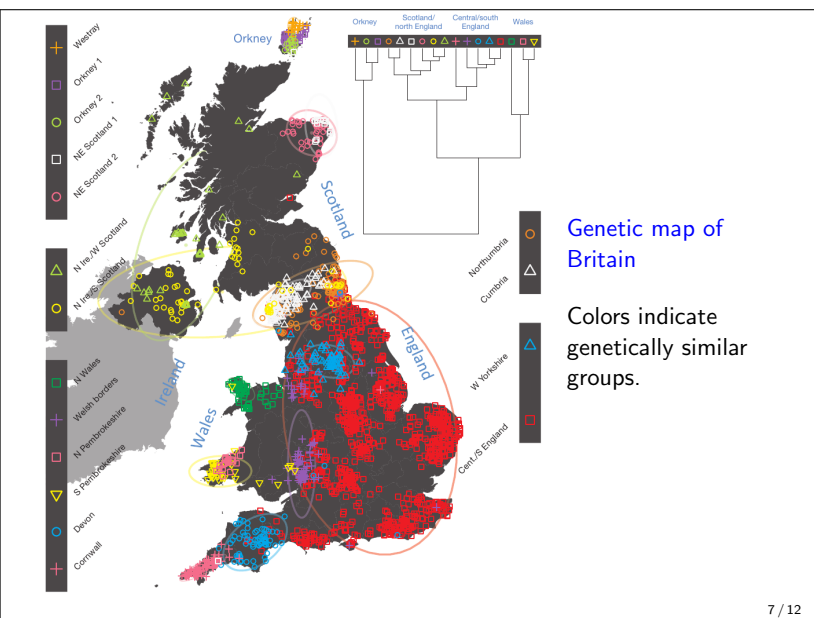 Westray
Orkney 1
Orkney 2
NE Scotland 1
NE Scotland 2
N Ire./W Scotland
N Ire./S Scotland
N Wales
Welsh borders
N Pembrokeshire
S Pembrokeshire
Devon
Cornwall
Orkney
Scotland
England
Ireland
Wales
Orkney
Scotland/
north England
Central/south
England
Wales
Northumbria
Cumbria
W Yorkshire
Cent./S England
Genetic map of
Britain
Colors indicate
genetically similar
groups.
7 / 12